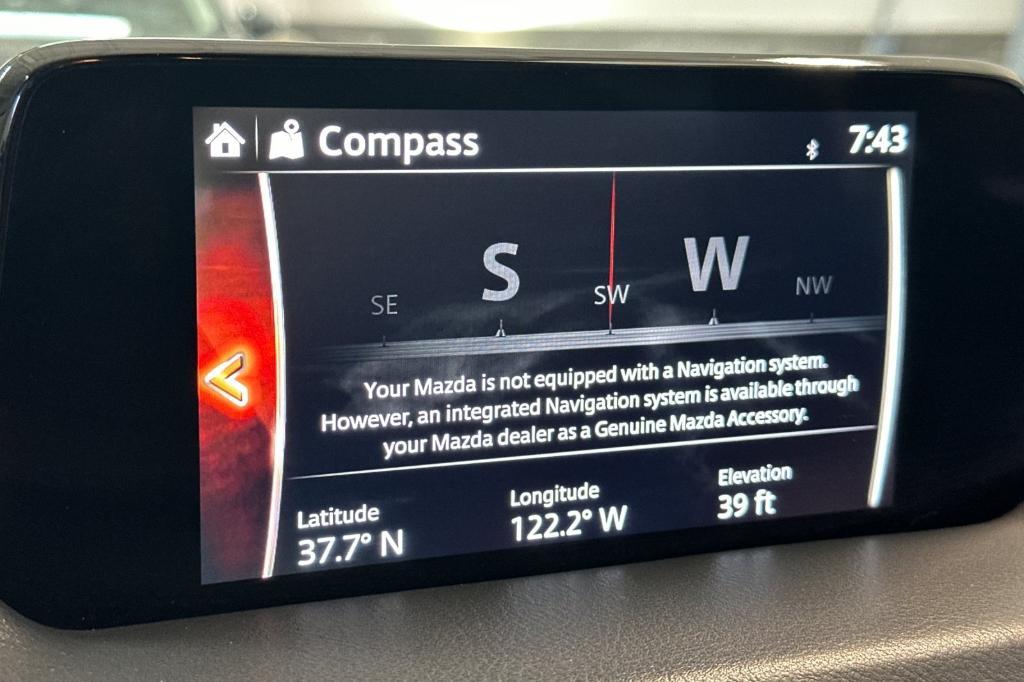 Compass
7:43
SE S SW W NW
Your Mazda is not equipped with a Navigation system.
However, an integrated Navigation system is available through
your Mazda dealer as a Genuine Mazda Accessory.
Latitude
37.7° N
Longitude
122.2° W
Elevation
39 ft